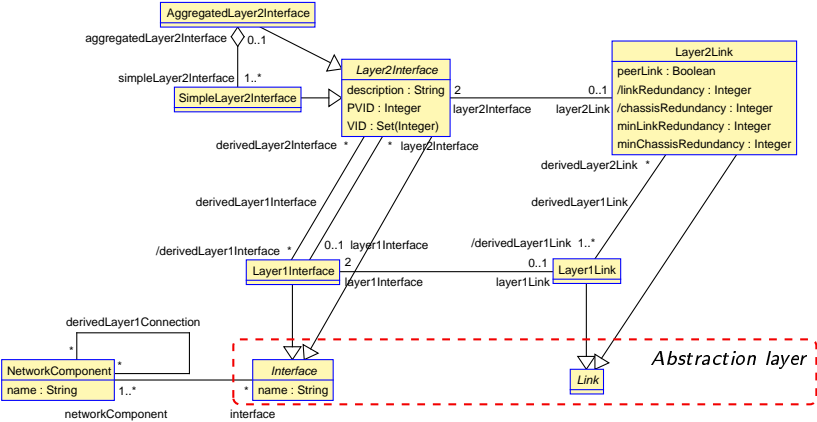 AggregatedLayer2Interface
aggregatedLayer2Interface 0..1
simpleLayer2Interface 1..*
SimpleLayer2Interface
Layer2Interface
description : String
PVID : Integer
VID : Set(Integer)
2 0..1
layer2Interface layer2Link
Layer2Link
peerLink : Boolean
/linkRedundancy : Integer
/chassisRedundancy : Integer
minLinkRedundancy : Integer
minChassisRedundancy : Integer
derivedLayer2Interface * * layer2Interface
derivedLayer2Link *
derivedLayer1Interface
derivedLayer1Link
/derivedLayer1Interface * 0..1 layer1Interface
/derivedLayer1Link 1..*
Layer1Interface
2 0..1
layer1Interface layer1Link
Layer1Link
derivedLayer1Connection
* *
NetworkComponent
name : String
1..* *
networkComponent interface
Interface
name : String
Link
Abstraction layer